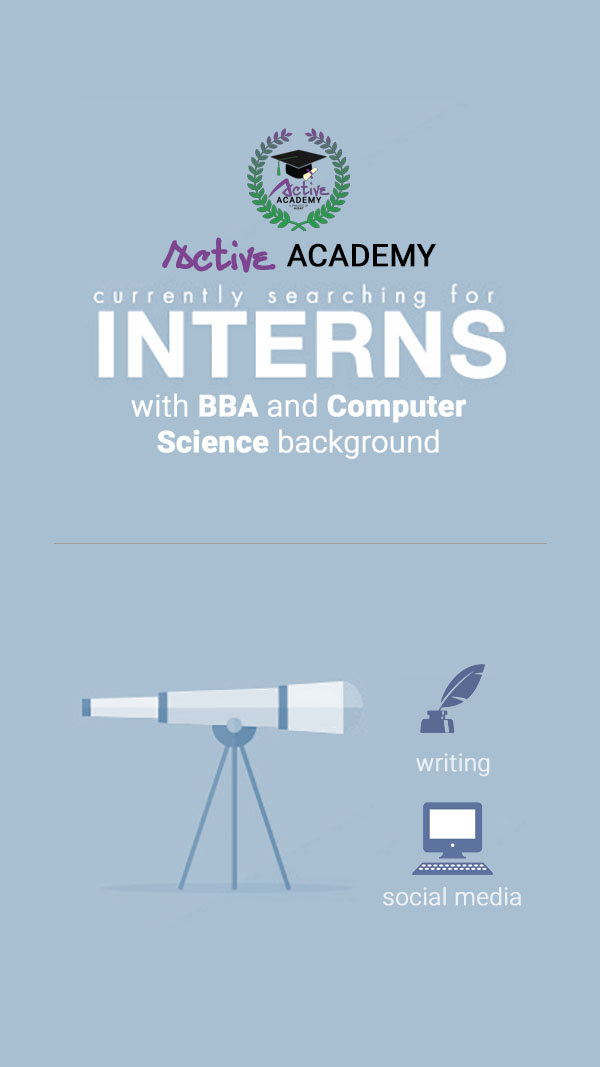 Active
ACADEMY
Active ACADEMY
currently searching for
INTERNS
with BBA and Computer
Science background
writing
social media